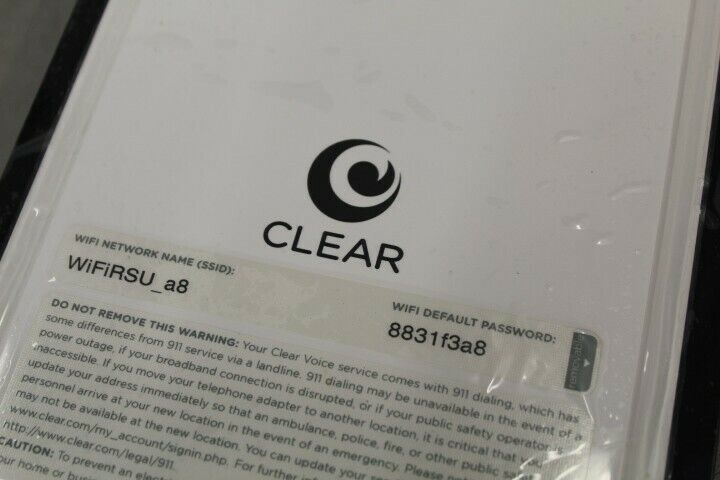 CLEAR
WIFI NETWORK NAME (SSID):
WiFiRSU_a8
WIFI DEFAULT PASSWORD:
8831f3a8
removable
DO NOT REMOVE THIS WARNING: Your Clear Voice service comes with 911 dialing, which has
some differences from 911 service via a landline. 911 dialing may be unavailable in the event of a
power outage, if your broadband connection is disrupted, or if your public safety operator is
inaccessible. If you move your telephone adapter to another location, it is critical that you
update your address immediately so that an ambulance, police, fire, or other public
personnel arrive at your new location in the event of an emergency. Please
may not be available at the new location. You can update your
www.clear.com/my_account/signin.php. For further
http://www.clear.com/legal/911.
CAUTION: To prevent an
your home or